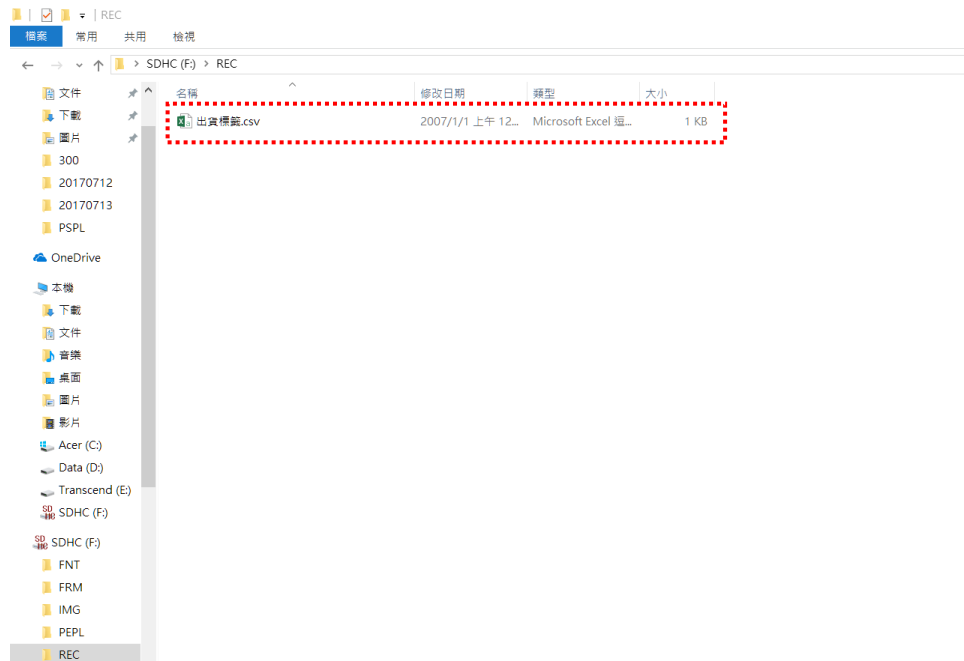 REC
檔案 常用 共用 檢視
SDHC (F:) REC
名稱 修改日期 類型 大小
出貨標籤.csv 2007/1/1 上午 12... Microsoft Excel 逗... 1 KB
文件
下載
圖片
300
20170712
20170713
PSPL
OneDrive
本機
下載
文件
音樂
桌面
圖片
影片
Acer (C:)
Data (D:)
Transcend (E:)
SDHC (F:)
SDHC (F:)
FNT
FRM
IMG
PEPL
REC